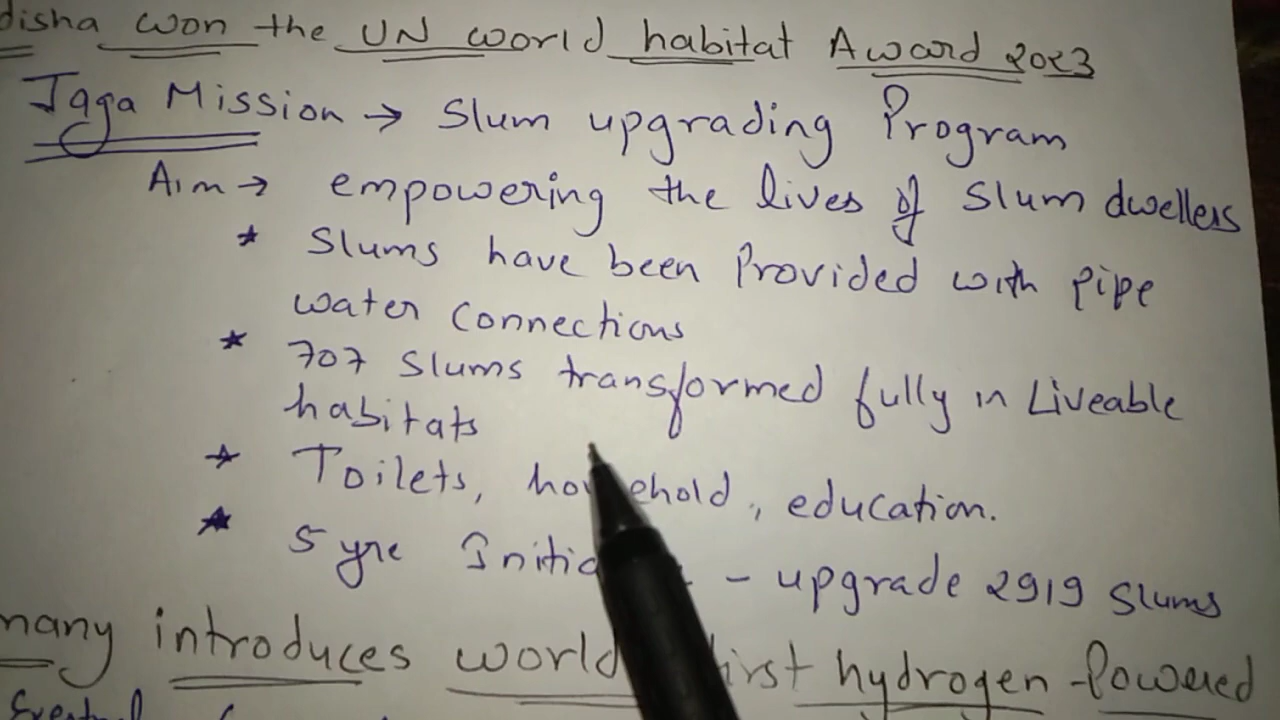 disha won the UN world habitat Award 2023
Jaga Mission → Slum upgrading Program
Aim → empowering the lives of Slum dwellers
* Slums have been Provided with pipe
water connections
* 707 Slums transformed fully in Liveable
habitats
* Toilets, household, education.
* 5 yre - upgrade 2919 Slums
many introduces world first hydrogen-Powered